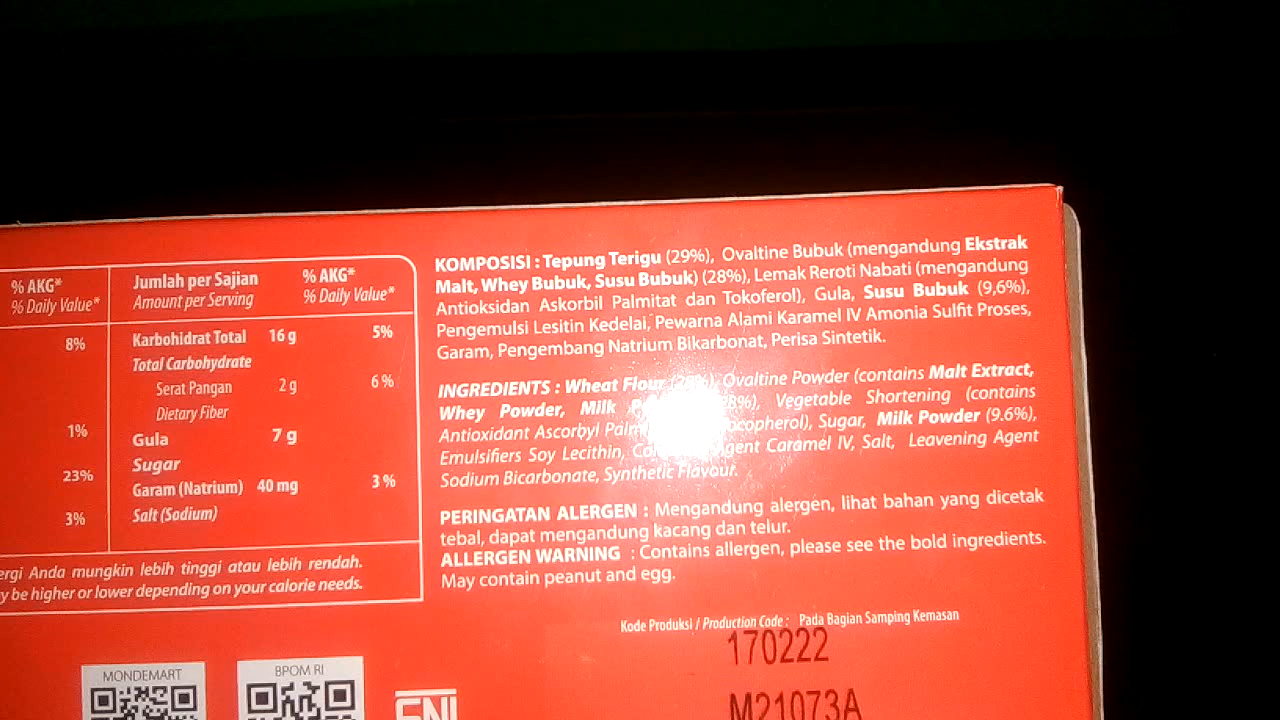 % AKG*
% Daily Value*
8%
1%
23%
3%
Jumlah per Sajian % AKG*
Amount per Serving % Daily Value*
Karbohidrat Total 16 g 5%
Total Carbohydrate
Serat Pangan 2 g 6 %
Dietary Fiber
Gula 7 g
Sugar
Garam (Natrium) 40 mg 3 %
Salt (Sodium)
Anda mungkin lebih tinggi atau lebih rendah.
be higher or lower depending on your calorie needs.
KOMPOSISI : Tepung Terigu (29%), Ovaltine Bubuk (mengandung Ekstrak
Malt, Whey Bubuk, Susu Bubuk) (28%), Lemak Reroti Nabati (mengandung
Antioksidan Askorbil Palmitat dan Tokoferol), Gula, Susu Bubuk (9,6%),
Pengemulsi Lesitin Kedelai, Pewarna Alami Karamel IV Amonia Sulfit Proses,
Garam, Pengembang Natrium Bikarbonat, Perisa Sintetik.
INGREDIENTS : Wheat Flour Ovaltine Powder (contains Malt Extract,
Whey Powder, Milk Vegetable Shortening (contains
Antioxidant Ascorbyl Sugar, Milk Powder (9.6%),
Emulsifiers Soy Lecithin, Caramel IV, Salt, Leavening Agent
Sodium Bicarbonate, Synthetic Flavour.
PERINGATAN ALERGEN : Mengandung alergen, lihat bahan yang dicetak
tebal, dapat mengandung kacang dan telur.
ALLERGEN WARNING : Contains allergen, please see the bold ingredients.
May contain peanut and egg.
Kode Produksi / Production Code : Pada Bagian Samping Kemasan
170222
M21073A
MONDEMART
BPOM RI
SNI